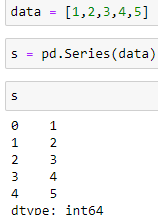 data = [1,2,3,4,5]
s = pd.Series(data)
s
0    1
1    2
2    3
3    4
4    5
dtype: int64